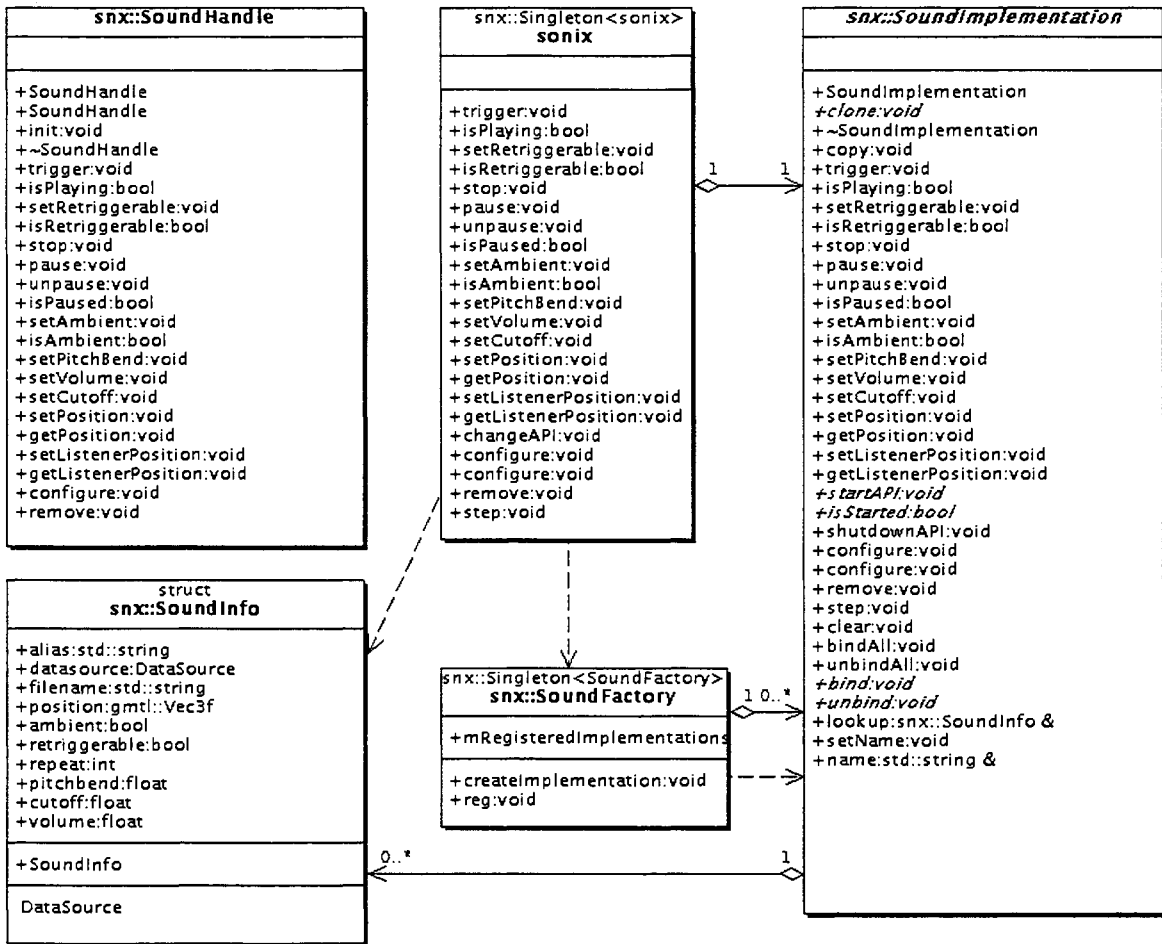 snx::SoundHandle
+SoundHandle
+SoundHandle
+init:void
+~SoundHandle
+trigger:void
+isPlaying:bool
+setRetriggerable:void
+isRetriggerable:bool
+stop:void
+pause:void
+unpause:void
+isPaused:bool
+setAmbient:void
+isAmbient:bool
+setPitchBend:void
+setVolume:void
+setCutoff:void
+setPosition:void
+getPosition:void
+setListenerPosition:void
+getListenerPosition:void
+configure:void
+remove:void
snx::Singleton<sonix>
sonix
+trigger:void
+isPlaying:bool
+setRetriggerable:void
+isRetriggerable:bool
+stop:void
+pause:void
+unpause:void
+isPaused:bool
+setAmbient:void
+isAmbient:bool
+setPitchBend:void
+setVolume:void
+setCutoff:void
+setPosition:void
+getPosition:void
+setListenerPosition:void
+getListenerPosition:void
+changeAPI:void
+configure:void
+configure:void
+remove:void
+step:void
1
1
snx::SoundImplementation
+SoundImplementation
+clone:void
+~SoundImplementation
+copy:void
+trigger:void
+isPlaying:bool
+setRetriggerable:void
+isRetriggerable:bool
+stop:void
+pause:void
+unpause:void
+isPaused:bool
+setAmbient:void
+isAmbient:bool
+setPitchBend:void
+setVolume:void
+setCutoff:void
+setPosition:void
+getPosition:void
+setListenerPosition:void
+getListenerPosition:void
+startAPI:void
+isStarted:bool
+shutdownAPI:void
+configure:void
+configure:void
+remove:void
+step:void
+clear:void
+bindAll:void
+unbindAll:void
+bind:void
+unbind:void
+lookup:snx::SoundInfo &
+setName:void
+name:std::string &
struct
snx::SoundInfo
+alias:std::string
+datasource:DataSource
+filename:std::string
+position:gmtl::Vec3f
+ambient:bool
+retriggerable:bool
+repeat:int
+pitchbend:float
+cutoff:float
+volume:float
+SoundInfo
DataSource
snx::Singleton<SoundFactory>
snx::SoundFactory
+mRegisteredImplementations
+createImplementation:void
+reg:void
1 0..*
0..*
1